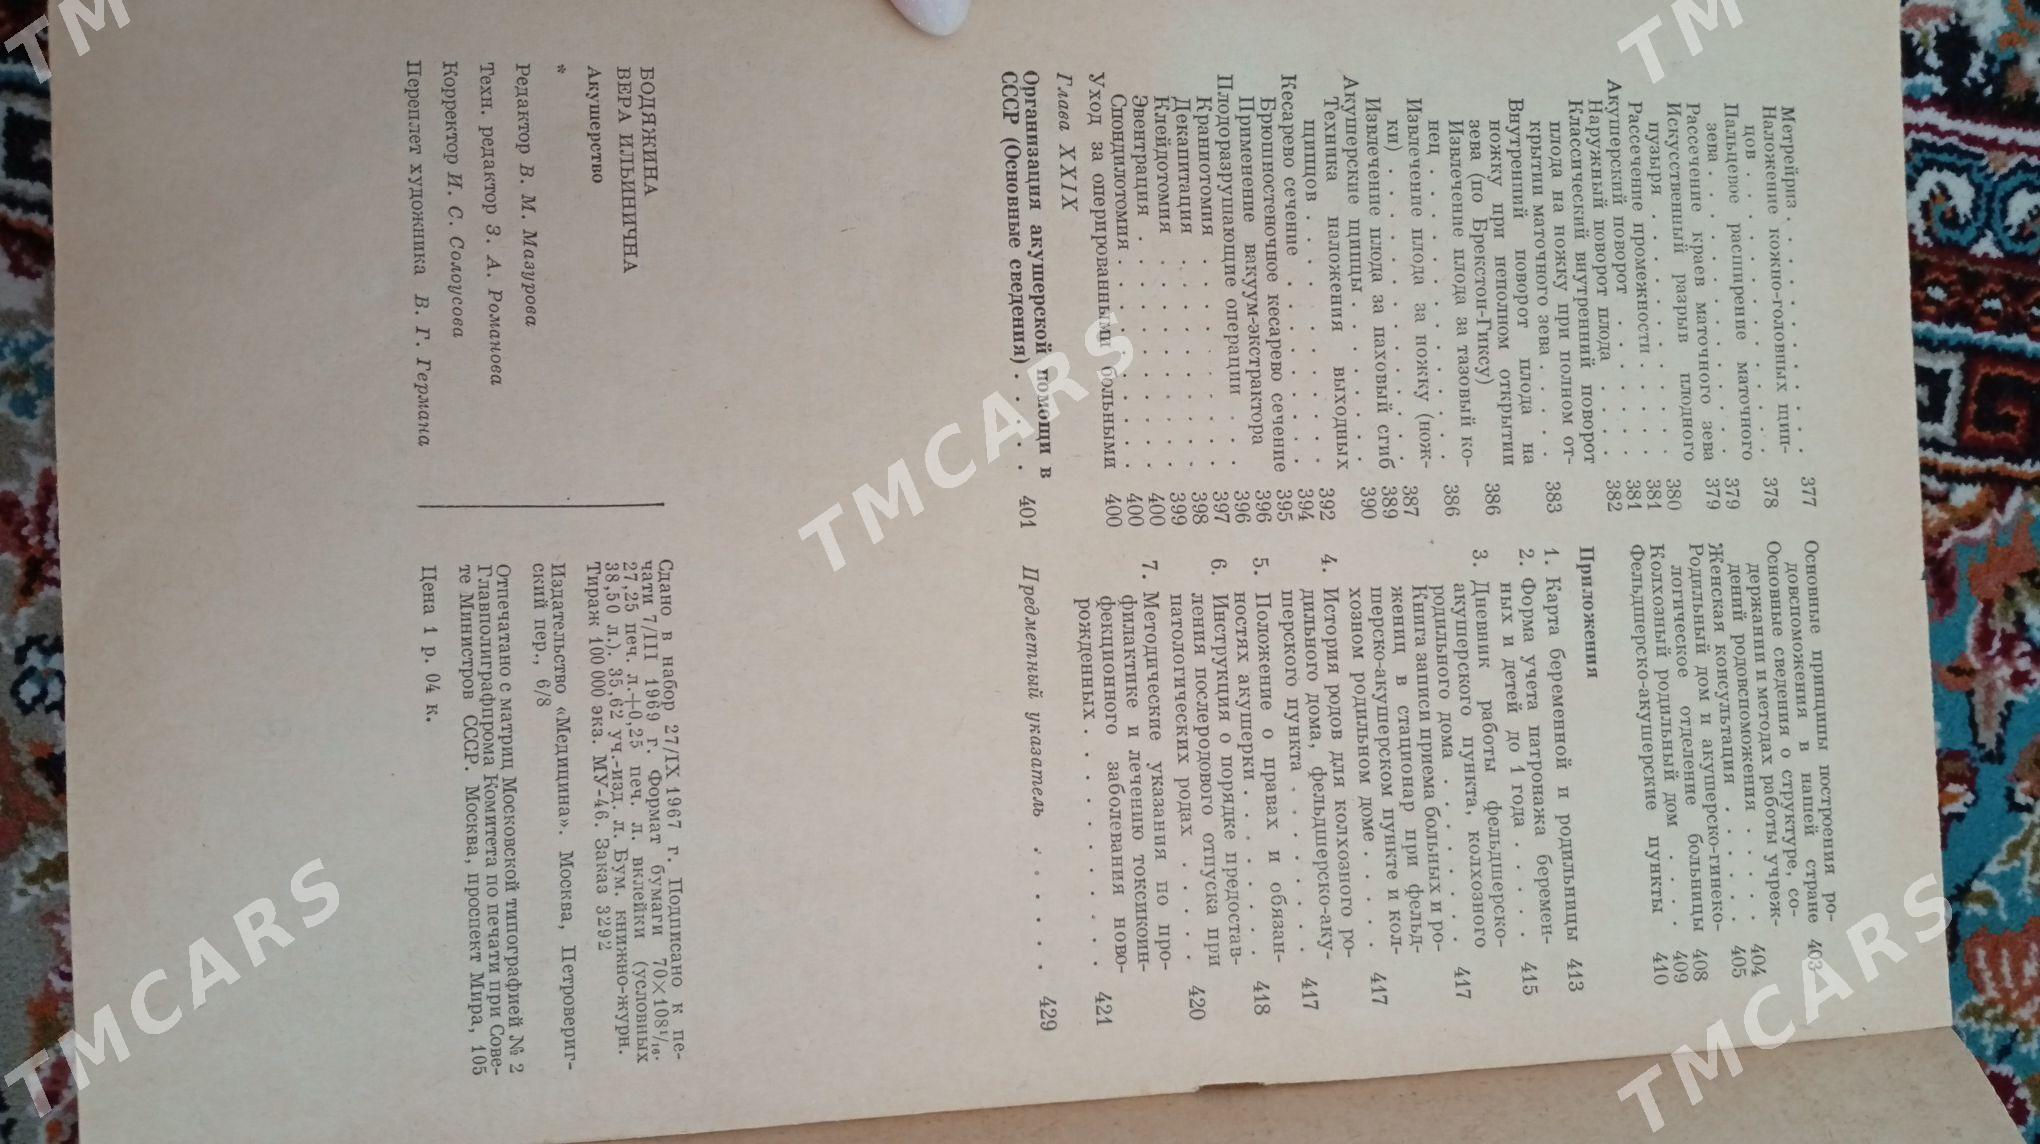 Метрейриз . . . . . . . . . . 377
Наложение кожно-головных щип-
цов . . . . . . . . . . 378
Пальцевое расширение маточного
зева . . . . . . . . . . 379
Рассечение краев маточного зева 379
Искусственный разрыв плодного
пузыря . . . . . . . . . 380
Рассечение промежности . . . . 381
Акушерский поворот . . . . . . 381
Наружный поворот плода . . . . 382
Классический внутренний поворот
плода на ножку при полном от-
крытии маточного зева . . . . 383
Внутренний поворот плода на
ножку при неполном открытии
зева (по Брекстон-Гиксу) 386
Извлечение плода за тазовый ко-
нец . . . . . . . . . . 386
Извлечение плода за ножку (нож-
ки) . . . . . . . . . . 387
Извлечение плода за паховый сгиб 389
Акушерские щипцы . . . . . . . 390
Техника наложения выходных
щипцов . . . . . . . . . 392
Кесарево сечение . . . . . . . 394
Брюшностеночное кесарево сечение 395
Применение вакуум-экстрактора 396
Плодоразрушающие операции . . 396
Краниотомия . . . . . . . . . 397
Декапитация . . . . . . . . . 398
Клейдотомия . . . . . . . . . 399
Эвентрация . . . . . . . . . . 400
Спондилотомия . . . . . . . . 400
Уход за оперированными больными 400
Глава XXIX
Организация акушерской помощи в
СССР (Основные сведения) . . . . 401
Основные принципы построения ро-
довспоможения в нашей стране 403
Основные сведения о структуре, со-
держании и методах работы учреж-
дений родовспоможения . . . . 404
Женская консультация . . . . . 405
Родильный дом и акушерско-гинеко-
логическое отделение больницы 408
Колхозный родильный дом . . . . 409
Фельдшерско-акушерские пункты 410
Приложения
1. Карта беременной и родильницы 413
2. Форма учета патронажа беремен-
ных и детей до 1 года . . . . 415
3. Дневник работы фельдшерско-
акушерского пункта, колхозного
родильного дома . . . . . . . 417
Книга записи приема больных и ро-
жениц в стационар при фельд-
шерско-акушерском пункте и кол-
хозном родильном доме . . . . 417
4. История родов для колхозного ро-
дильного дома, фельдшерско-аку-
шерского пункта . . . . . . . 417
5. Положение о правах и обязан-
ностях акушерки . . . . . . . 418
6. Инструкция о порядке предостав-
ления послеродового отпуска при
патологических родах . . . . 420
7. Методические указания по про-
филактике и лечению токсикоин-
фекционного заболевания ново-
рожденных . . . . . . . . . 421
Предметный указатель . . . . . . 429
БОДЯЖИНА
ВЕРА ИЛЬИНИЧНА
Акушерство
*
Редактор В. М. Мазурова
Техн. редактор З. А. Романова
Корректор И. С. Солоусова
Переплет художника В. Г. Германа
Сдано в набор 27/IX 1967 г. Подписано к пе-
чати 7/III 1969 г. Формат бумаги 70×108¹/₁₆.
27,25 печ. л.+0,25 печ. л. вклейки (условных
38,50 л.). 35,62 уч.-изд. л. Бум. книжно-журн.
Тираж 100 000 экз. МУ-46. Заказ 3292
Издательство «Медицина». Москва, Петровериг-
ский пер., 6/8
Отпечатано с матриц Московской типографией № 2
Главполиграфпрома Комитета по печати при Сове-
те Министров СССР. Москва, проспект Мира, 105
Цена 1 р. 04 к.
TMCARS
TMCARS
TMCARS
TMCARS
TMCARS
TM
TM